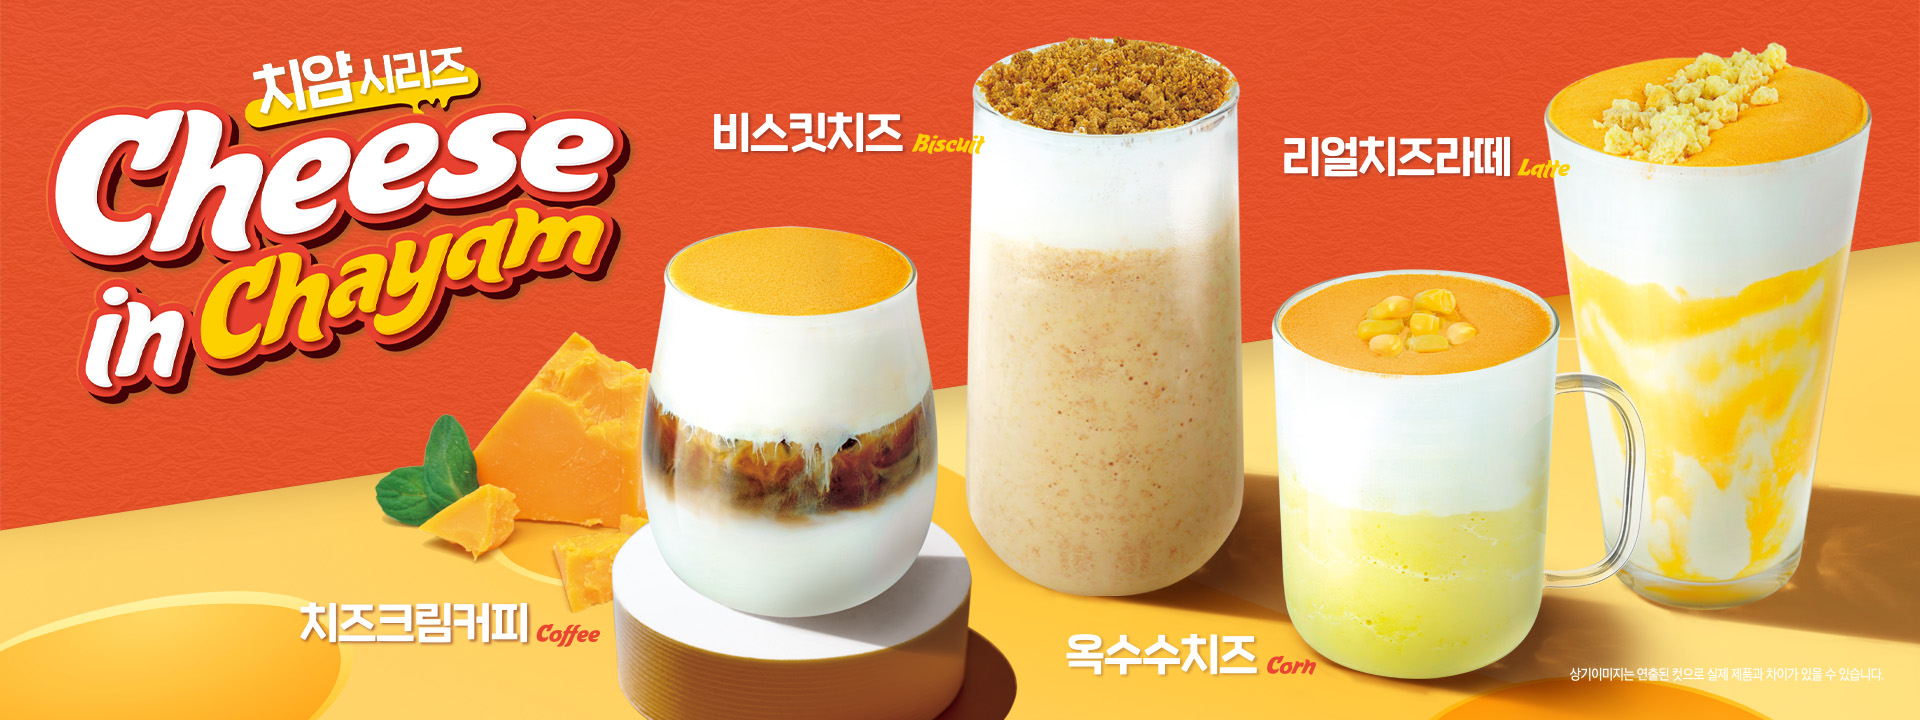 치얌 시리즈
Cheese
in Chayam
비스킷치즈 Biscuit
리얼치즈라떼 Latte
치즈크림커피 Coffee
옥수수치즈 Corn
상기이미지는 연출된 컷으로 실제 제품과 차이가 있을 수 있습니다.